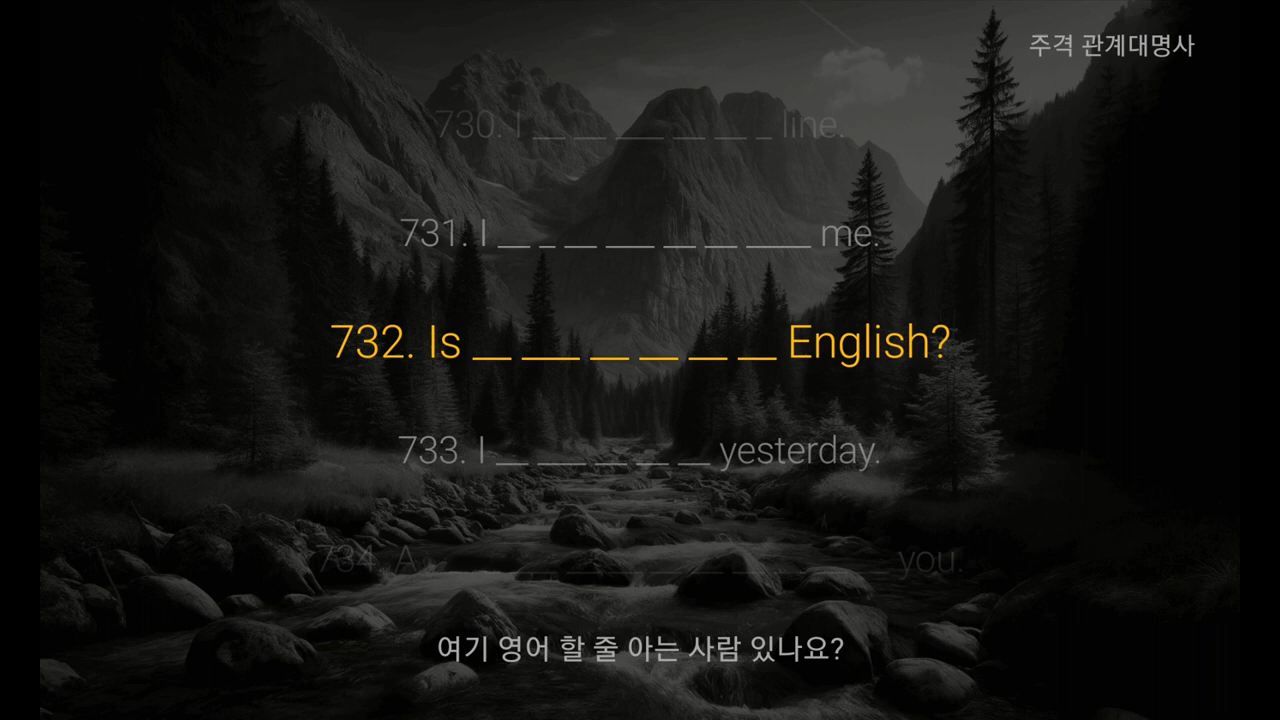 주격 관계대명사
730. I __ __ ___ __ __ _ line.
731. I __ _ __ ___ __ __ ____ me.
732. Is __ ___ __ __ __ __ English?
733. I __ ___ __ __ __ yesterday.
734. A you.
여기 영어 할 줄 아는 사람 있나요?